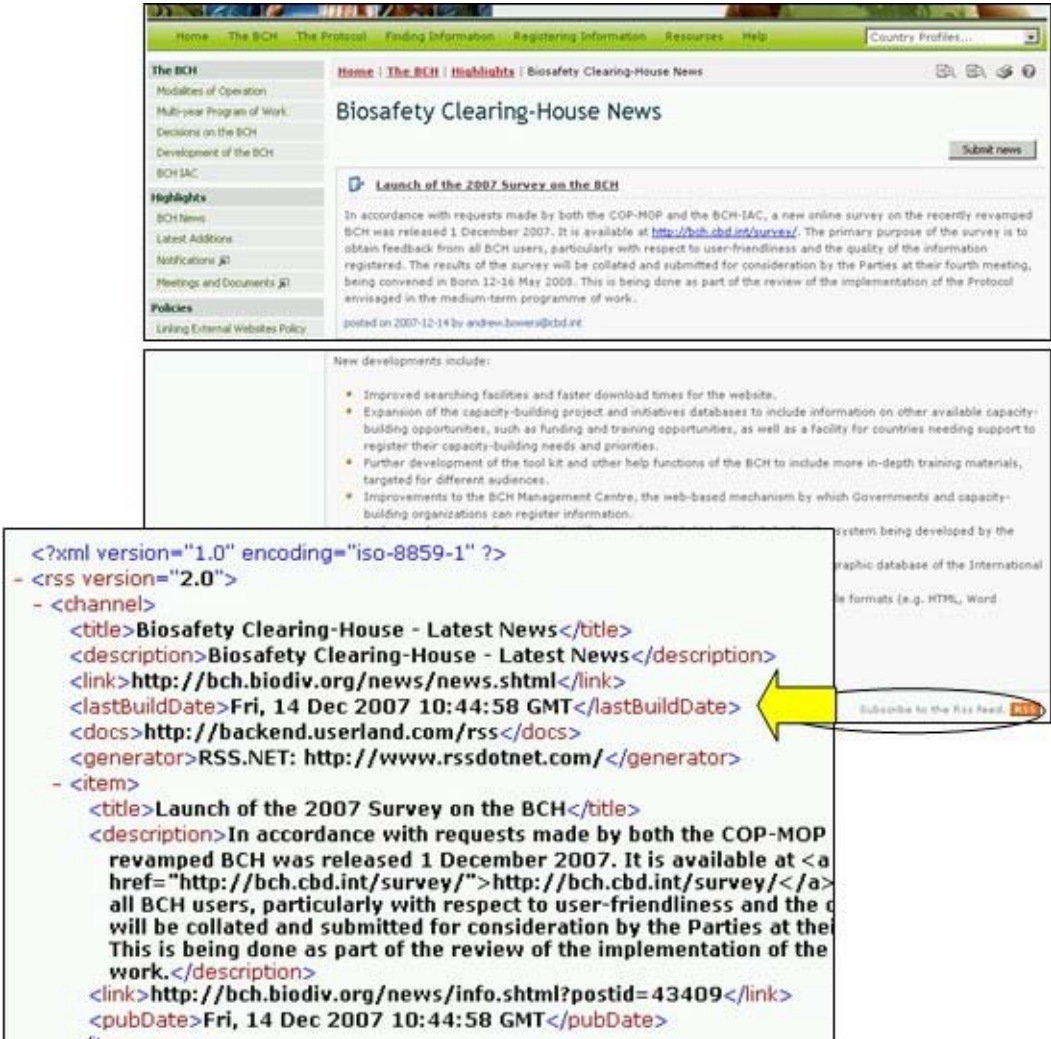 Home The BCH The Protocol Finding Information Registering Information Resources Help Country Profiles...
The BCH
Modalities of Operation
Multi-year Program of Work
Decisions on the BCH
Development of the BCH
BCH IAC
Highlights
BCH News
Latest Additions
Notifications
Meetings and Documents
Policies
Linking External Websites Policy
Home | The BCH | Highlights | Biosafety Clearing-House News
Biosafety Clearing-House News
Submit news
Launch of the 2007 Survey on the BCH
In accordance with requests made by both the COP-MOP and the BCH-IAC, a new online survey on the recently revamped
BCH was released 1 December 2007. It is available at http://bch.cbd.int/survey/. The primary purpose of the survey is to
obtain feedback from all BCH users, particularly with respect to user-friendliness and the quality of the information
registered. The results of the survey will be collated and submitted for consideration by the Parties at their fourth meeting,
being convened in Bonn 12-16 May 2008. This is being done as part of the review of the implementation of the Protocol
envisaged in the medium-term programme of work.
posted on 2007-12-14 by andrew.bowers@cbd.int
New developments include:
• Improved searching facilities and faster download times for the website.
• Expansion of the capacity-building project and initiatives databases to include information on other available capacity-
building opportunities, such as funding and training opportunities, as well as a facility for countries needing support to
register their capacity-building needs and priorities.
• Further development of the tool kit and other help functions of the BCH to include more in-depth training materials,
targeted for different audiences.
• Improvements to the BCH Management Centre, the web-based mechanism by which Governments and capacity-
building organizations can register information.
system being developed by the
graphic database of the International
le formats (e.g. HTML, Word
Subscribe to the Rss feed. RSS
<?xml version="1.0" encoding="iso-8859-1" ?>
- <rss version="2.0">
- <channel>
<title>Biosafety Clearing-House - Latest News</title>
<description>Biosafety Clearing-House - Latest News</description>
<link>http://bch.biodiv.org/news/news.shtml</link>
<lastBuildDate>Fri, 14 Dec 2007 10:44:58 GMT</lastBuildDate>
<docs>http://backend.userland.com/rss</docs>
<generator>RSS.NET: http://www.rssdotnet.com/</generator>
- <item>
<title>Launch of the 2007 Survey on the BCH</title>
<description>In accordance with requests made by both the COP-MOP
revamped BCH was released 1 December 2007. It is available at <a
href="http://bch.cbd.int/survey/">http://bch.cbd.int/survey/</a>
all BCH users, particularly with respect to user-friendliness and the
will be collated and submitted for consideration by the Parties at thei
This is being done as part of the review of the implementation of the
work.</description>
<link>http://bch.biodiv.org/news/info.shtml?postid=43409</link>
<pubDate>Fri, 14 Dec 2007 10:44:58 GMT</pubDate>